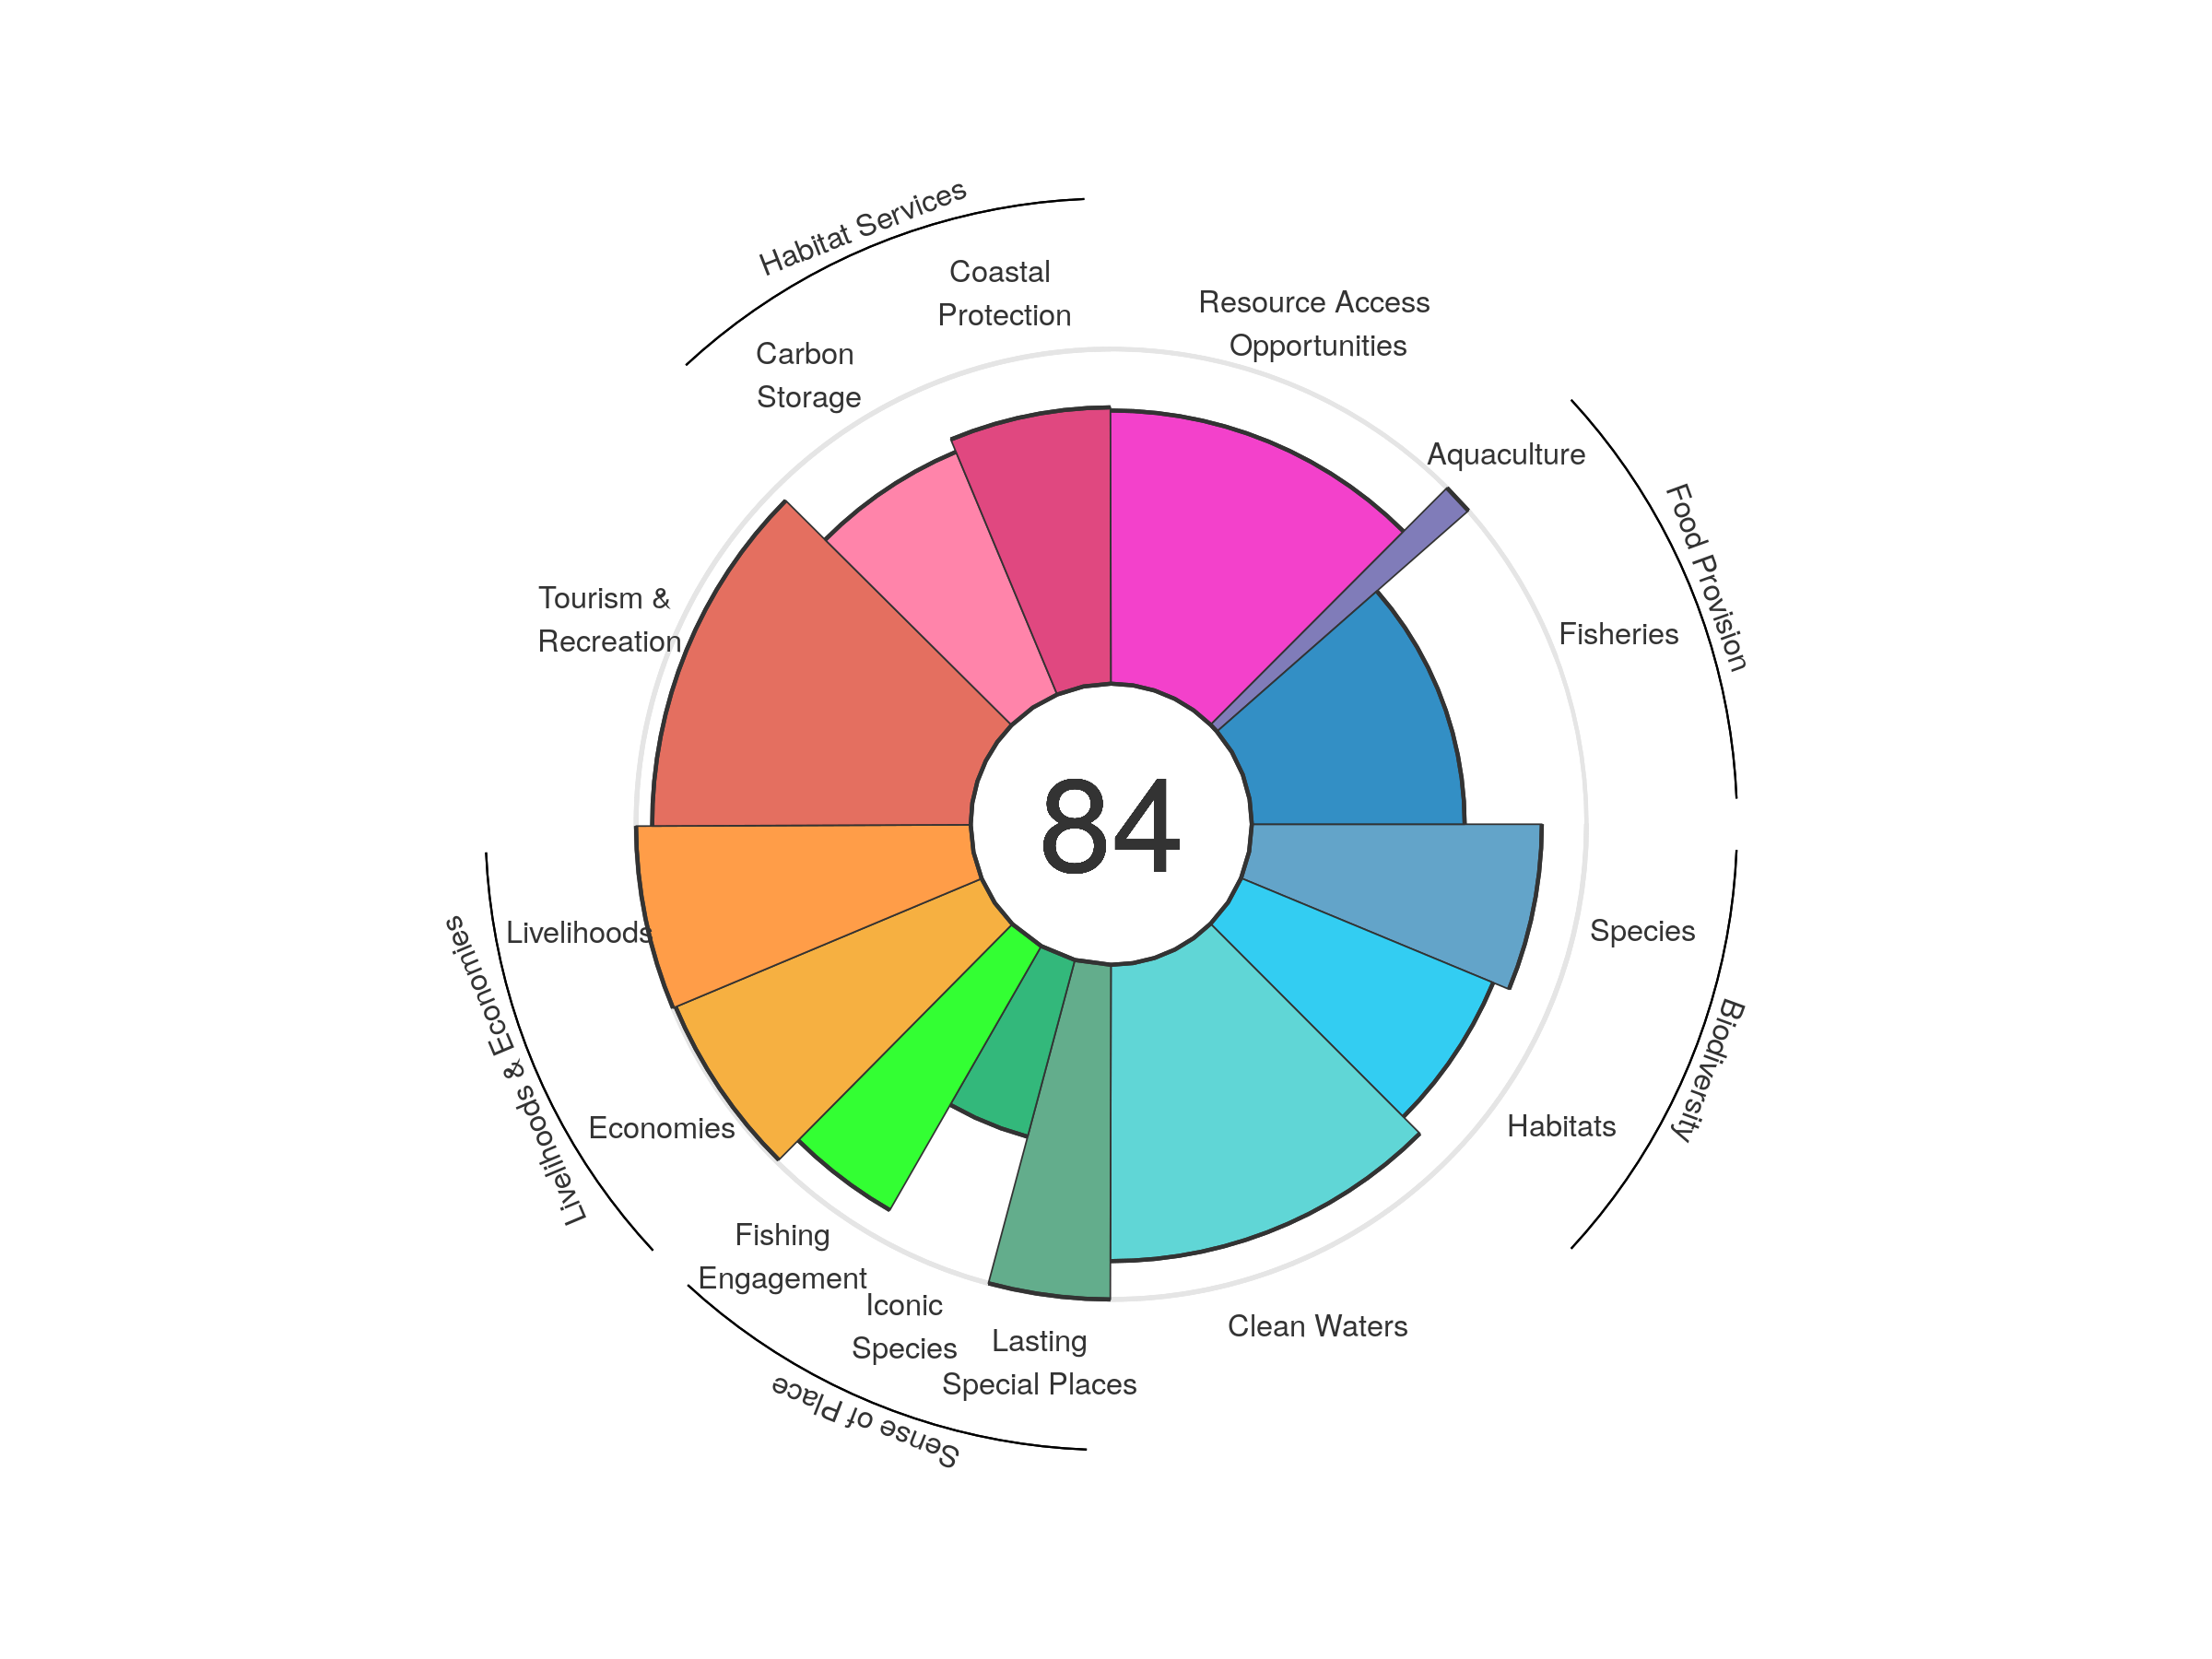 Habitat Services
Coastal
Protection
Resource Access
Opportunities
Carbon
Storage
Aquaculture
Food Provision
Tourism &
Recreation
Fisheries
84
Livelihoods
Species
Livelihoods & Economies
Biodiversity
Economies
Habitats
Fishing
Engagement
Iconic
Species
Lasting
Special Places
Clean Waters
Sense of Place